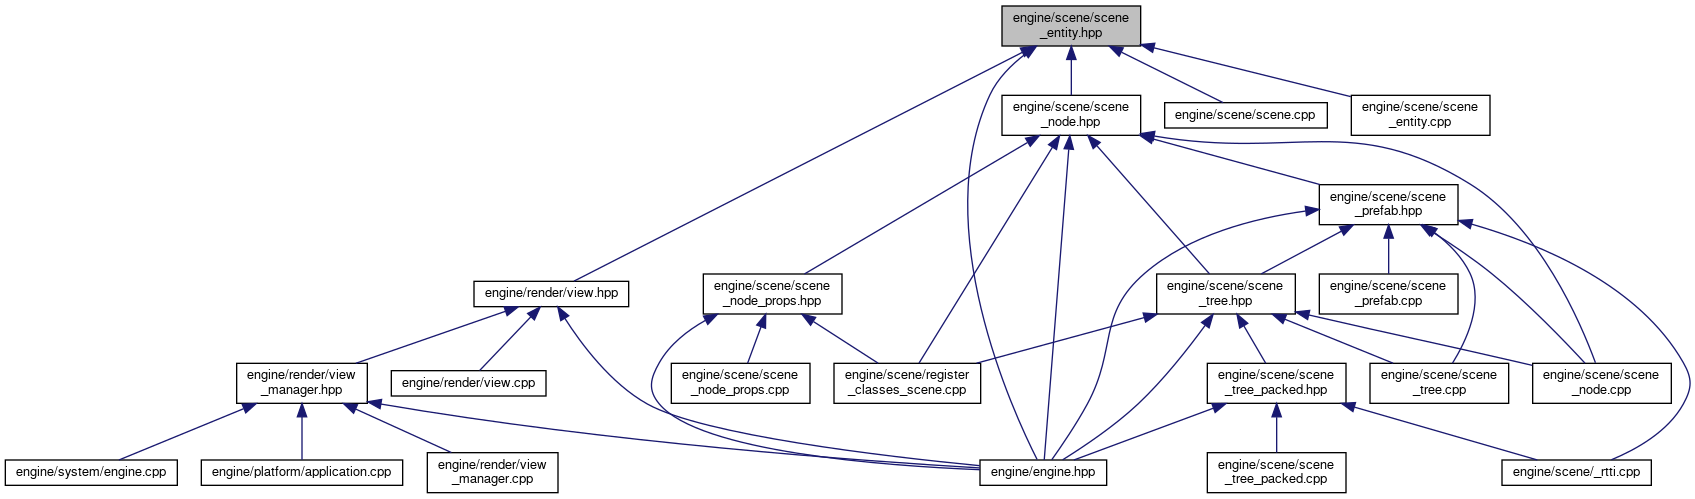 engine/scene/scene
_entity.hpp
engine/scene/scene
_node.hpp
engine/scene/scene.cpp
engine/scene/scene
_entity.cpp
engine/scene/scene
_prefab.hpp
engine/render/view.hpp
engine/scene/scene
_node_props.hpp
engine/scene/scene
_tree.hpp
engine/scene/scene
_prefab.cpp
engine/render/view
_manager.hpp
engine/render/view.cpp
engine/scene/scene
_node_props.cpp
engine/scene/register
_classes_scene.cpp
engine/scene/scene
_tree_packed.hpp
engine/scene/scene
_tree.cpp
engine/scene/scene
_node.cpp
engine/system/engine.cpp
engine/platform/application.cpp
engine/render/view
_manager.cpp
engine/engine.hpp
engine/scene/scene
_tree_packed.cpp
engine/scene/_rtti.cpp